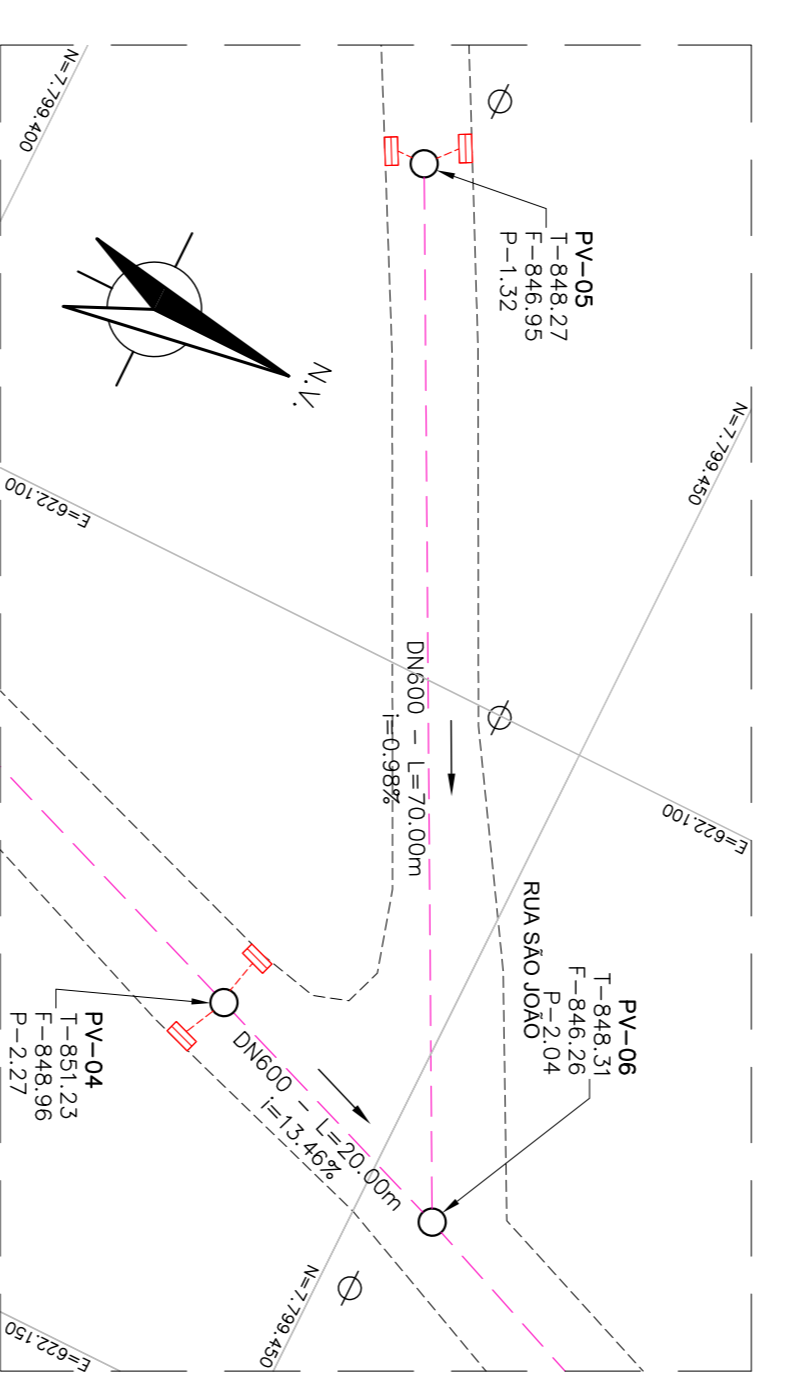 N=7.799.400
N.V.
E=622.100
PV-05
T-848.27
F-846.95
P-1.32
N=7.799.450
DN600 - L=70.00m
i=0.98%
E=622.100
RUA SÃO JOÃO
PV-06
T-848.31
F-846.26
P-2.04
PV-04
T-851.23
F-848.96
P-2.27
DN600 - L=20.00m
i=13.46%
N=7.799.450
E=622.150